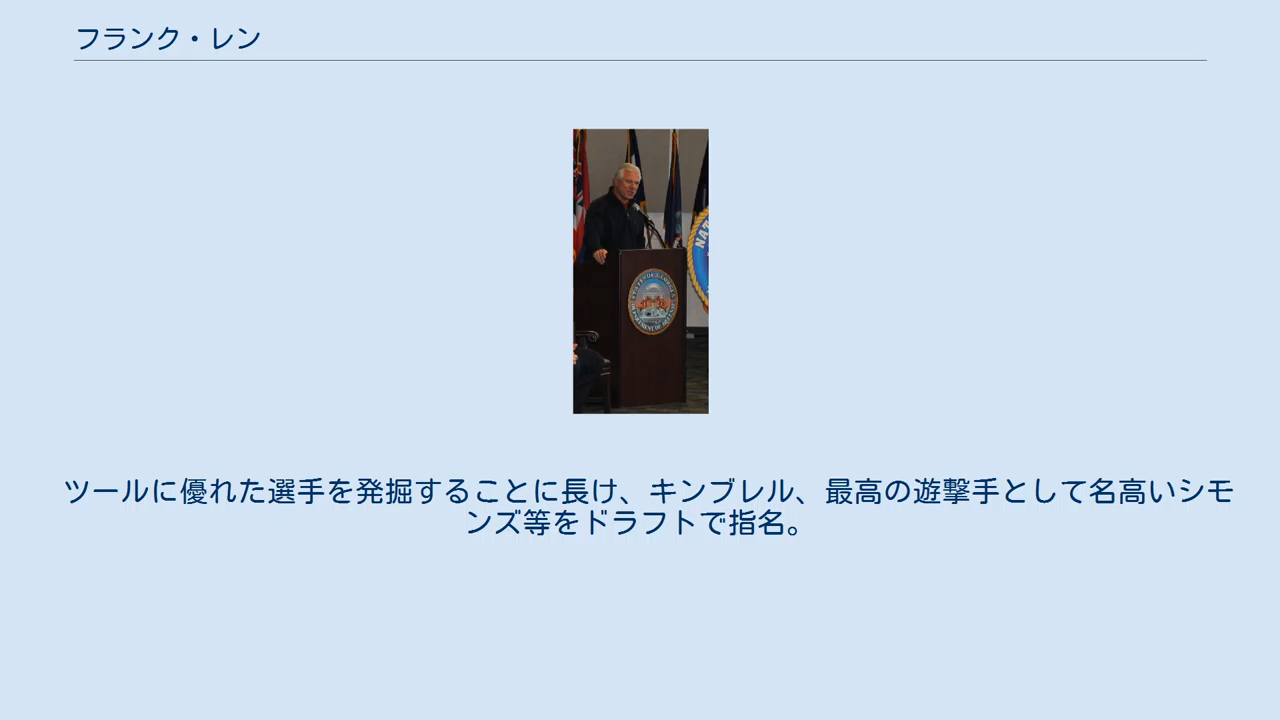 フランク・レン
ツールに優れた選手を発掘することに長け、キンブレル、最高の遊撃手として名高いシモ
ンズ等をドラフトで指名。